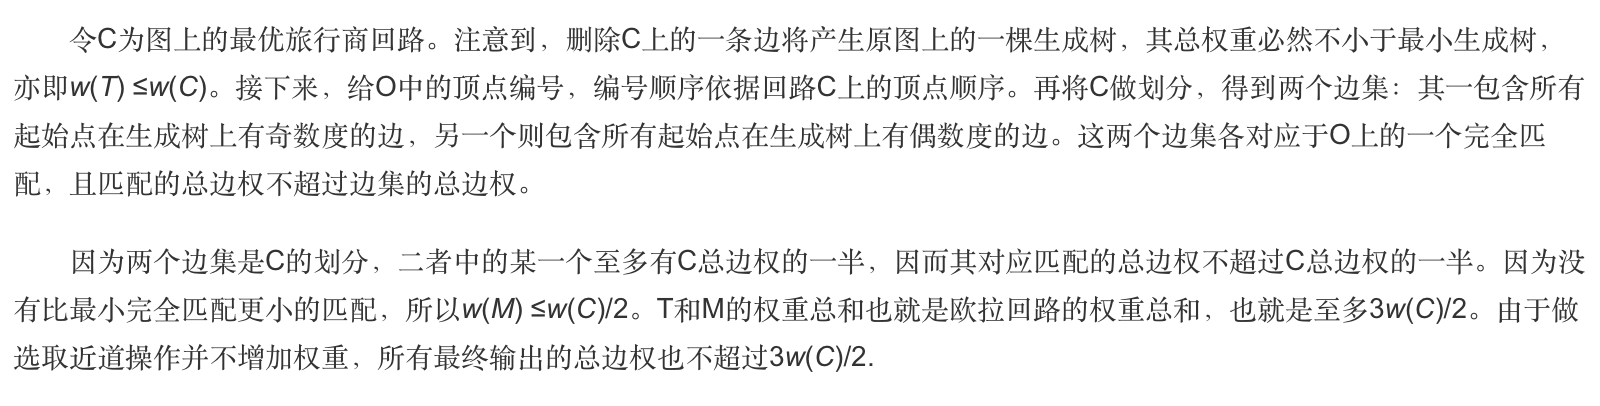 令C为图上的最优旅行商回路。注意到，删除C上的一条边将产生原图上的一棵生成树，其总权重必然不小于最小生成树，
亦即w(T) ≤w(C)。接下来，给O中的顶点编号，编号顺序依据回路C上的顶点顺序。再将C做划分，得到两个边集：其一包含所有
起始点在生成树上有奇数度的边，另一个则包含所有起始点在生成树上有偶数度的边。这两个边集各对应于O上的一个完全匹
配，且匹配的总边权不超过边集的总边权。
因为两个边集是C的划分，二者中的某一个至多有C总边权的一半，因而其对应匹配的总边权不超过C总边权的一半。因为没
有比最小完全匹配更小的匹配，所以w(M) ≤w(C)/2。T和M的权重总和也就是欧拉回路的权重总和，也就是至多3w(C)/2。由于做
选取近道操作并不增加权重，所有最终输出的总边权也不超过3w(C)/2.